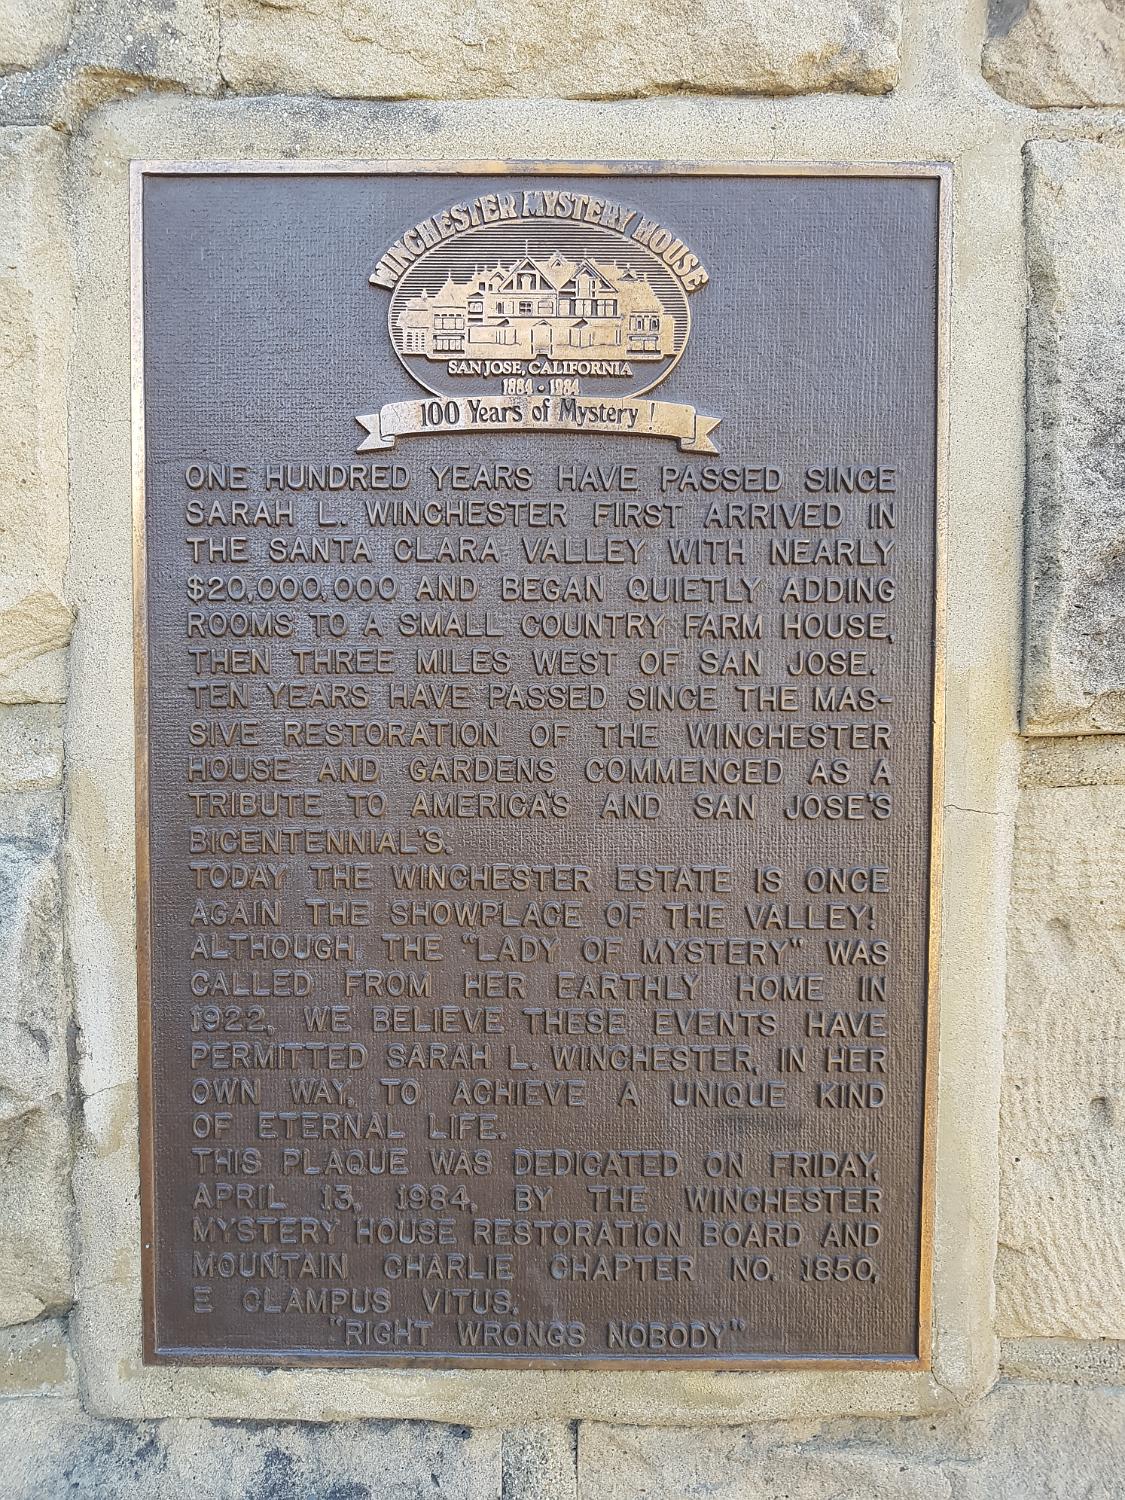 WINCHESTER MYSTERY HOUSE
SAN JOSE, CALIFORNIA
1884 · 1984
100 Years of Mystery !
ONE HUNDRED YEARS HAVE PASSED SINCE
SARAH L. WINCHESTER FIRST ARRIVED IN
THE SANTA CLARA VALLEY WITH NEARLY
$20,000,000 AND BEGAN QUIETLY ADDING
ROOMS TO A SMALL COUNTRY FARM HOUSE,
THEN THREE MILES WEST OF SAN JOSE.
TEN YEARS HAVE PASSED SINCE THE MAS-
SIVE RESTORATION OF THE WINCHESTER
HOUSE AND GARDENS COMMENCED AS A
TRIBUTE TO AMERICA'S AND SAN JOSE'S
BICENTENNIAL'S.
TODAY THE WINCHESTER ESTATE IS ONCE
AGAIN THE SHOWPLACE OF THE VALLEY!
ALTHOUGH THE "LADY OF MYSTERY" WAS
CALLED FROM HER EARTHLY HOME IN
1922, WE BELIEVE THESE EVENTS HAVE
PERMITTED SARAH L. WINCHESTER, IN HER
OWN WAY, TO ACHIEVE A UNIQUE KIND
OF ETERNAL LIFE.
THIS PLAQUE WAS DEDICATED ON FRIDAY,
APRIL 13, 1984, BY THE WINCHESTER
MYSTERY HOUSE RESTORATION BOARD AND
MOUNTAIN CHARLIE CHAPTER NO. 1850,
E CLAMPUS VITUS.
"RIGHT WRONGS NOBODY"